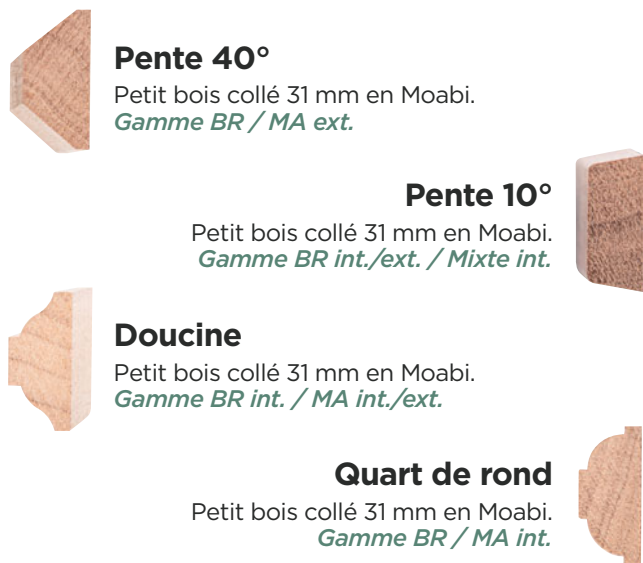 Pente 40°
Petit bois collé 31 mm en Moabi.
Gamme BR / MA ext.
Pente 10°
Petit bois collé 31 mm en Moabi.
Gamme BR int./ext. / Mixte int.
Doucine
Petit bois collé 31 mm en Moabi.
Gamme BR int. / MA int./ext.
Quart de rond
Petit bois collé 31 mm en Moabi.
Gamme BR / MA int.